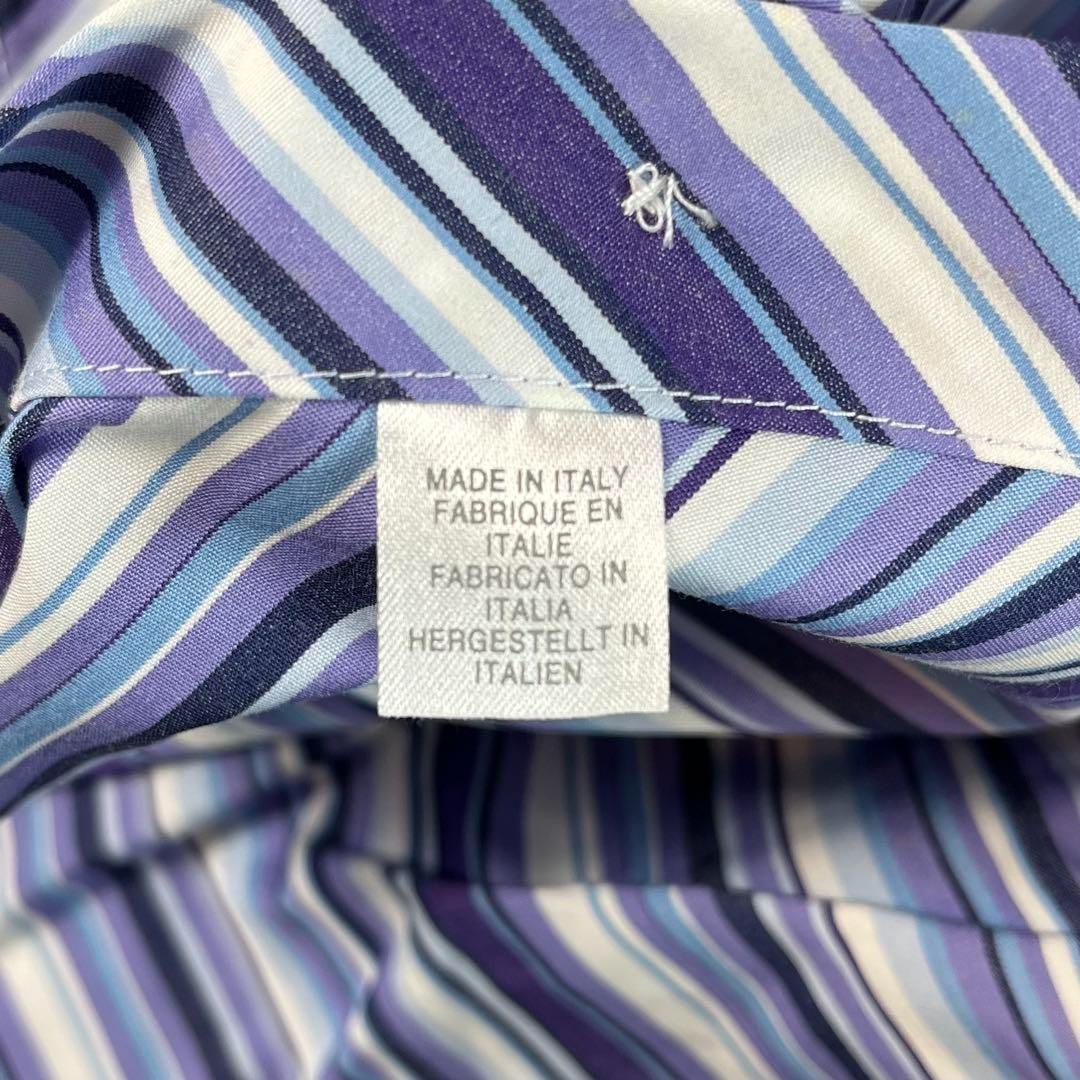 MADE IN ITALY
FABRIQUE EN
ITALIE
FABRICATO IN
ITALIA
HERGESTELLT IN
ITALIEN